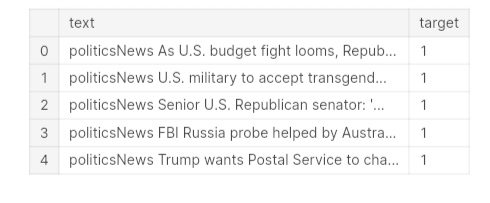 text target
0 politicsNews As U.S. budget fight looms, Repub... 1
1 politicsNews U.S. military to accept transgend... 1
2 politicsNews Senior U.S. Republican senator: '... 1
3 politicsNews FBI Russia probe helped by Austra... 1
4 politicsNews Trump wants Postal Service to cha... 1